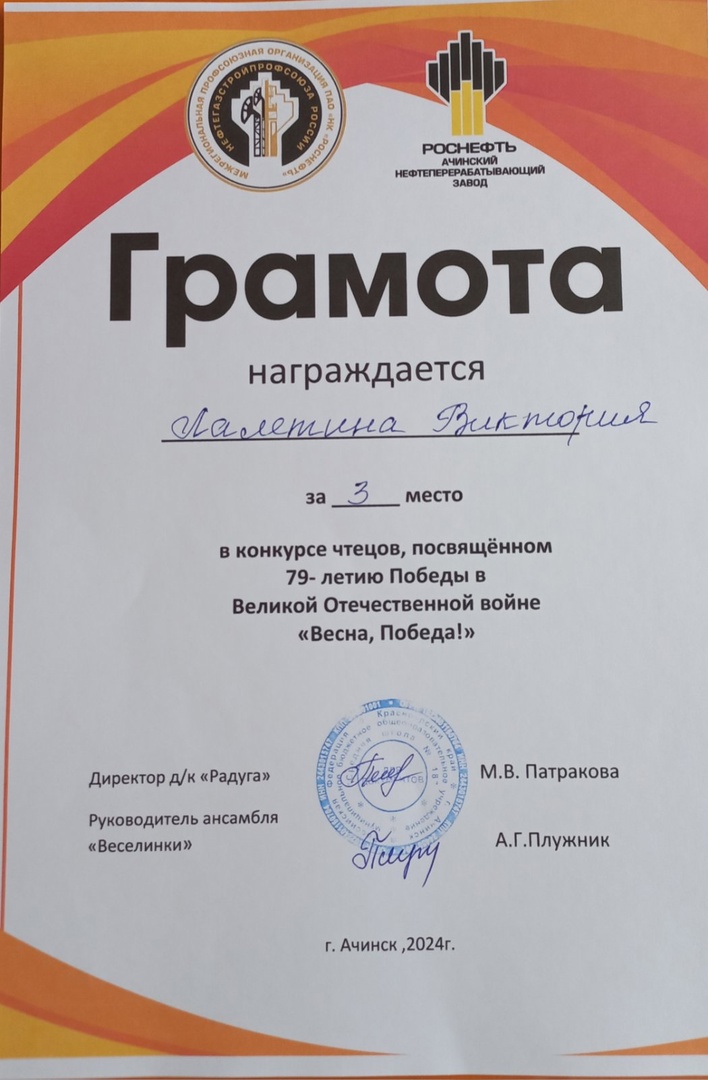 МЕЖРЕГИОНАЛЬНАЯ ПРОФСОЮЗНАЯ ОРГАНИЗАЦИЯ ПАО «НК «РОСНЕФТЬ»
НЕФТЕГАЗСТРОЙПРОФСОЮЗА РОССИИ
РОСНЕФТЬ
АЧИНСКИЙ
НЕФТЕПЕРЕРАБАТЫВАЮЩИЙ
ЗАВОД
Грамота
награждается
Лалетина Виктория
за 3 место
в конкурсе чтецов, посвящённом
79- летию Победы в
Великой Отечественной войне
«Весна, Победа!»
Директор д/к «Радуга» М.В. Патракова
Руководитель ансамбля
«Веселинки» А.Г.Плужник
г. Ачинск ,2024г.